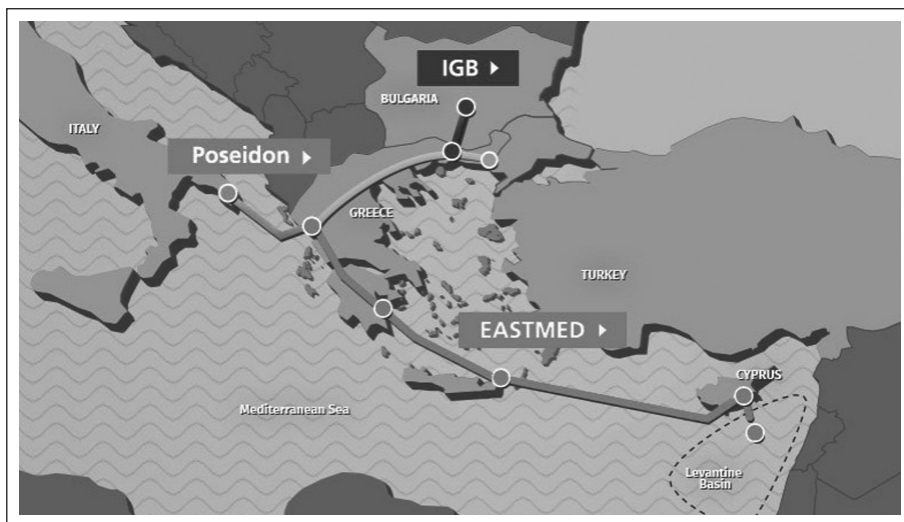 IGB
BULGARIA
ITALY
Poseidon
GREECE
TURKEY
EASTMED
CYPRUS
Mediterranean Sea
Levantine
Basin